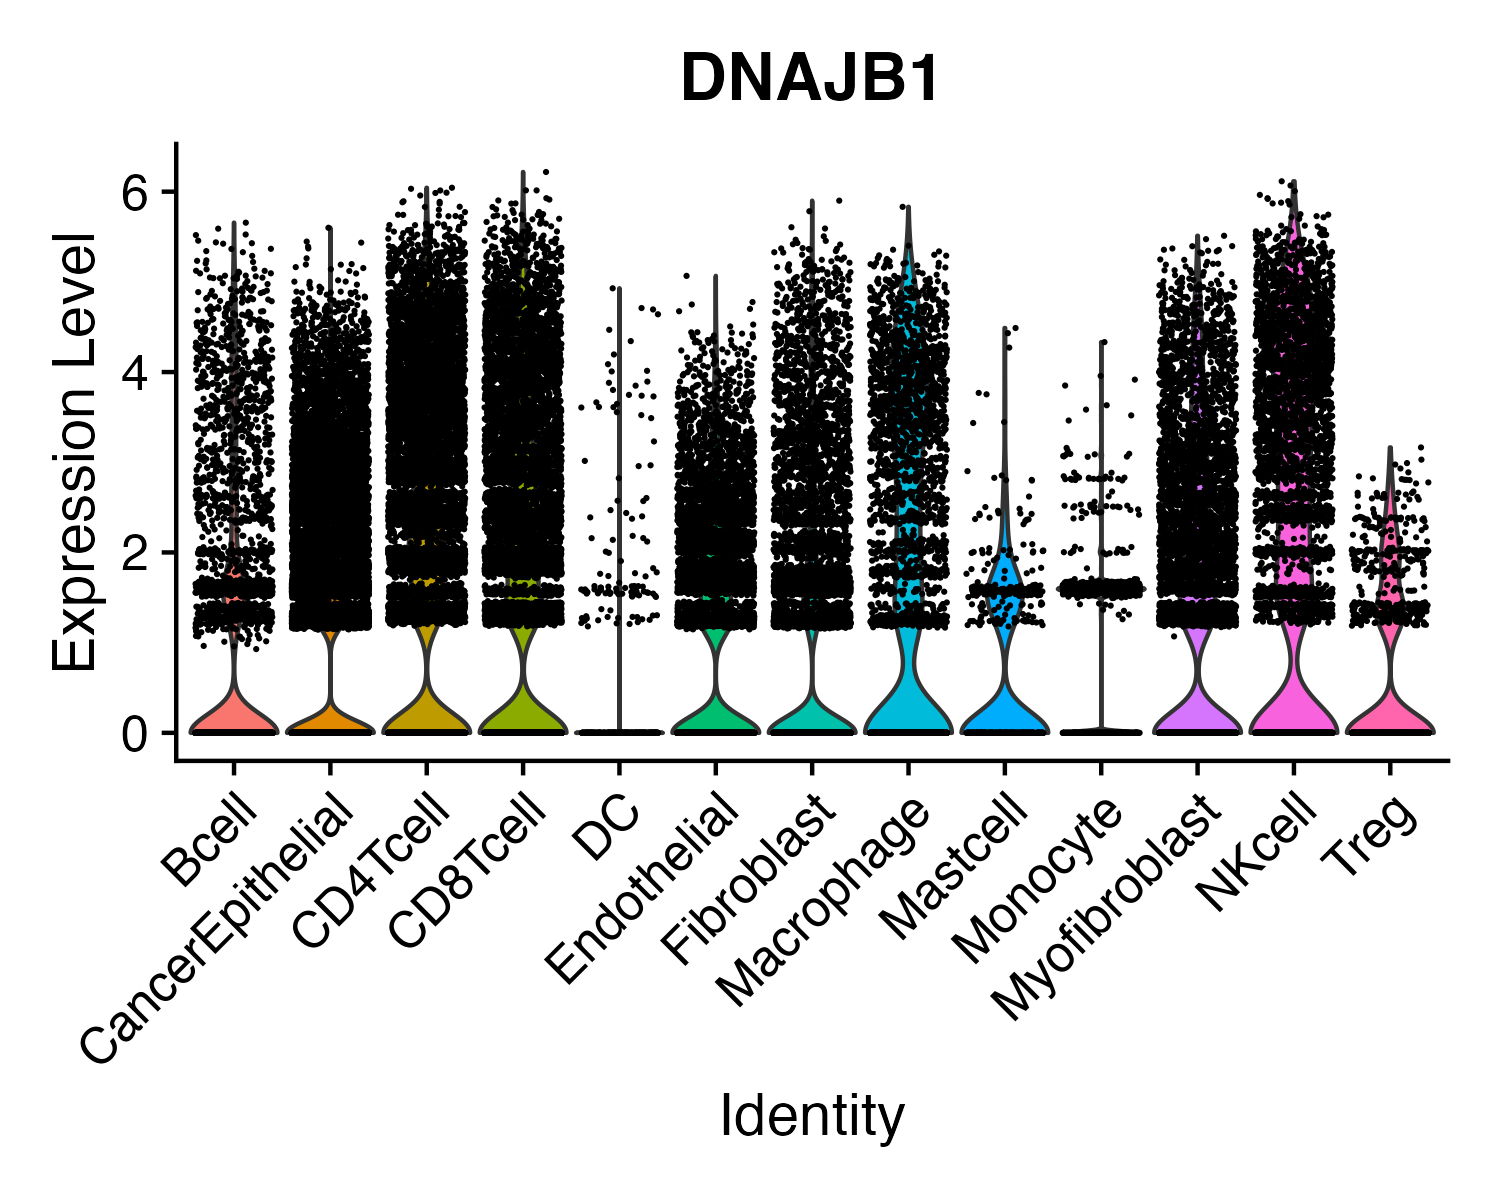 DNAJB1
Expression Level
6
4
2
0
Bcell
CancerEpithelial
CD4Tcell
CD8Tcell
DC
Endothelial
Fibroblast
Macrophage
Mastcell
Monocyte
Myofibroblast
NKcell
Treg
Identity